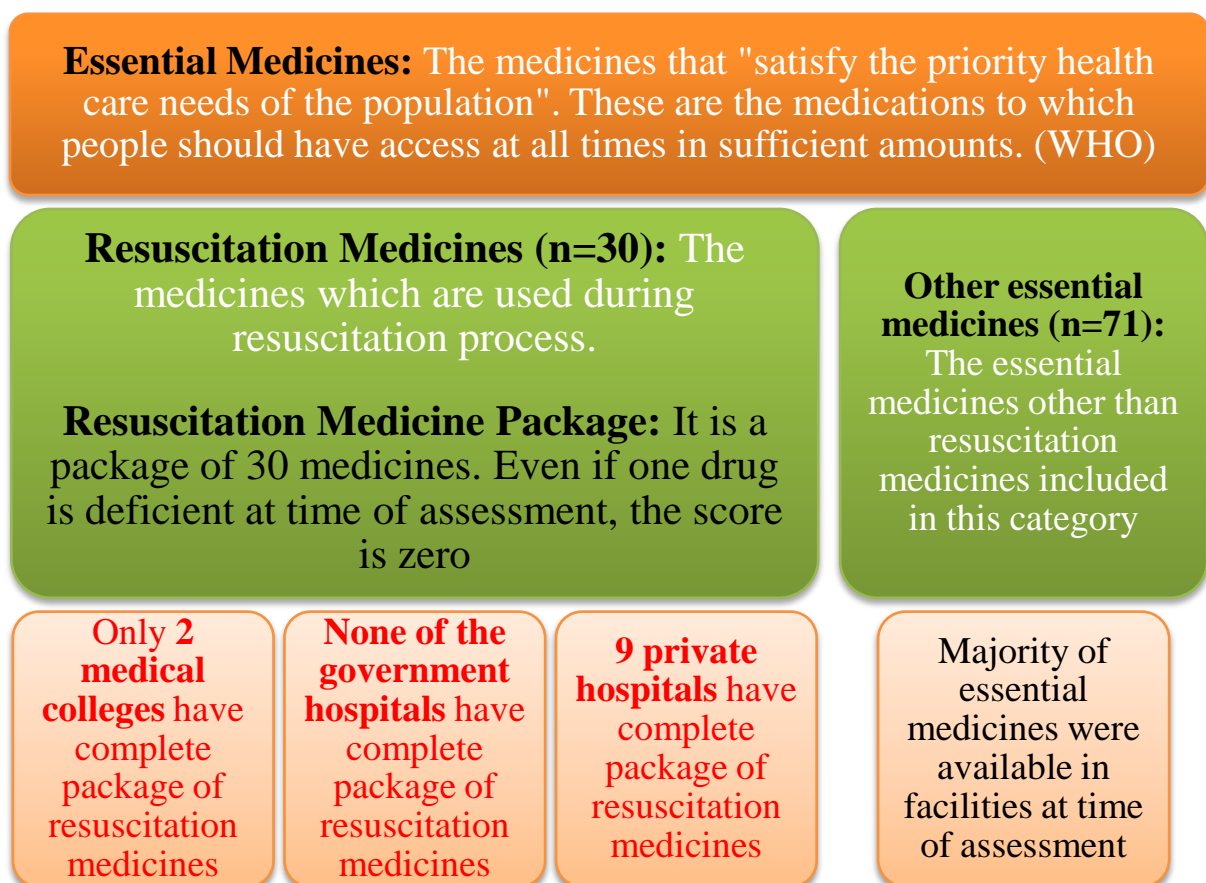 Essential Medicines: The medicines that "satisfy the priority health
care needs of the population". These are the medications to which
people should have access at all times in sufficient amounts. (WHO)
Resuscitation Medicines (n=30): The
medicines which are used during
resuscitation process.
Resuscitation Medicine Package: It is a
package of 30 medicines. Even if one drug
is deficient at time of assessment, the score
is zero
Other essential
medicines (n=71):
The essential
medicines other than
resuscitation
medicines included
in this category
Only 2
medical
colleges have
complete
package of
resuscitation
medicines
None of the
government
hospitals have
complete
package of
resuscitation
medicines
9 private
hospitals have
complete
package of
resuscitation
medicines
Majority of
essential
medicines were
available in
facilities at time
of assessment